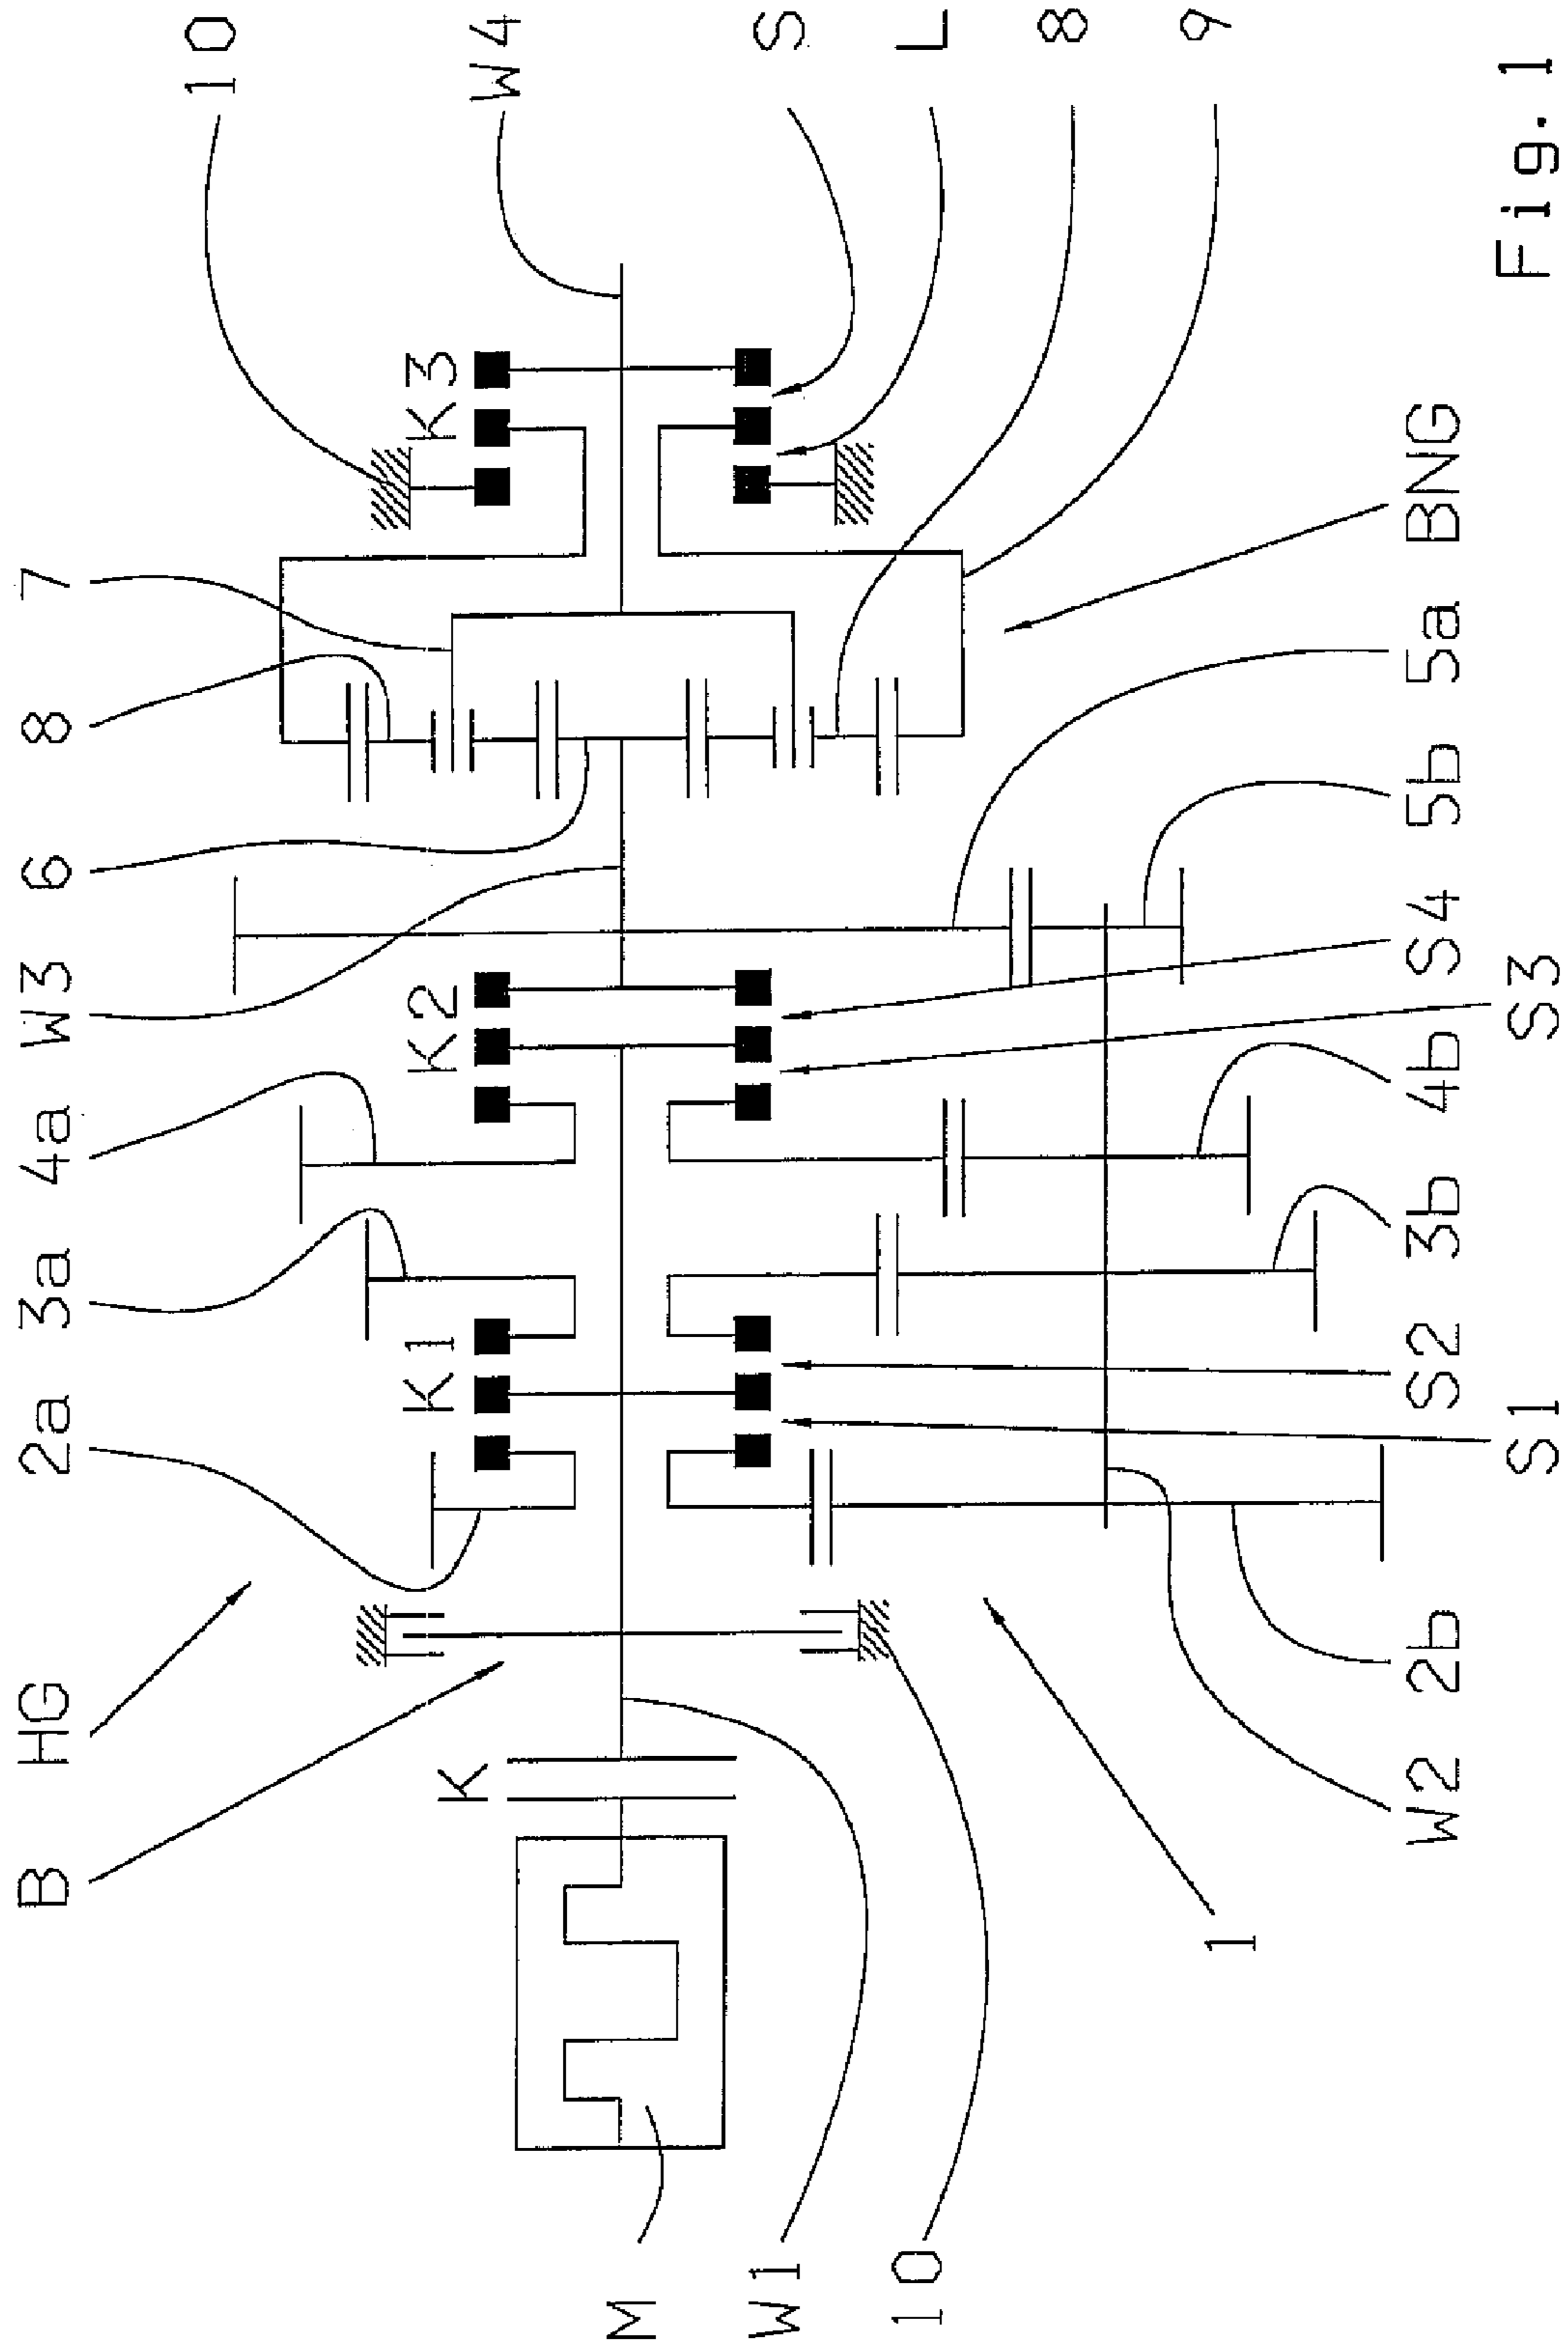 B HG 2a 3a 4a W3 6 8 7
10
K K1 K2 K3
W4
M
W1 S
10 L
8
9
1
W2 2b S2 3b 4b S4 5b 5a BNG
S1 S3 Fig. 1